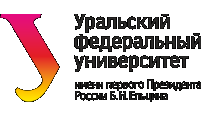 Уральский
федеральный
университет
имени первого Президента
России Б.Н.Ельцина